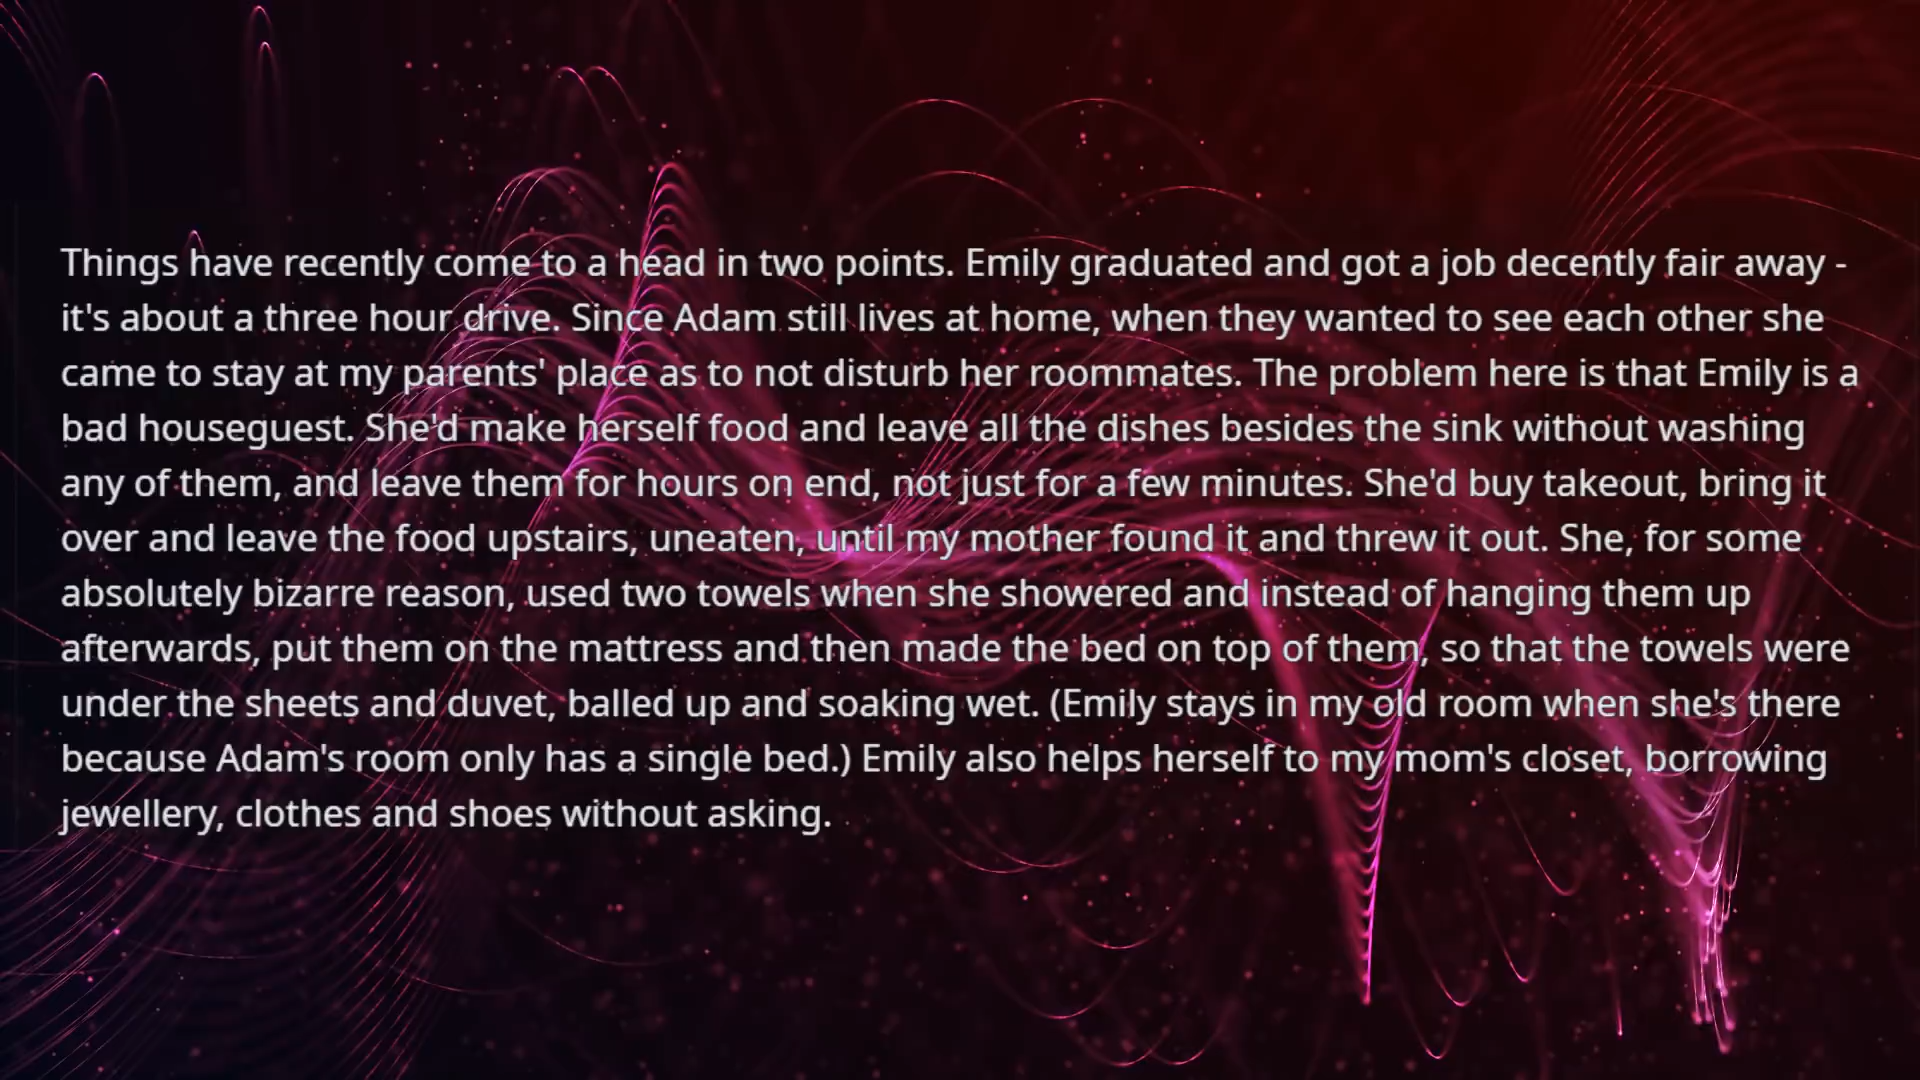 Things have recently come to a head in two points. Emily graduated and got a job decently fair away -
it's about a three hour drive. Since Adam still lives at home, when they wanted to see each other she
came to stay at my parents' place as to not disturb her roommates. The problem here is that Emily is a
bad houseguest. She'd make herself food and leave all the dishes besides the sink without washing
any of them, and leave them for hours on end, not just for a few minutes. She'd buy takeout, bring it
over and leave the food upstairs, uneaten, until my mother found it and threw it out. She, for some
absolutely bizarre reason, used two towels when she showered and instead of hanging them up
afterwards, put them on the mattress and then made the bed on top of them, so that the towels were
under the sheets and duvet, balled up and soaking wet. (Emily stays in my old room when she's there
because Adam's room only has a single bed.) Emily also helps herself to my mom's closet, borrowing
jewellery, clothes and shoes without asking.